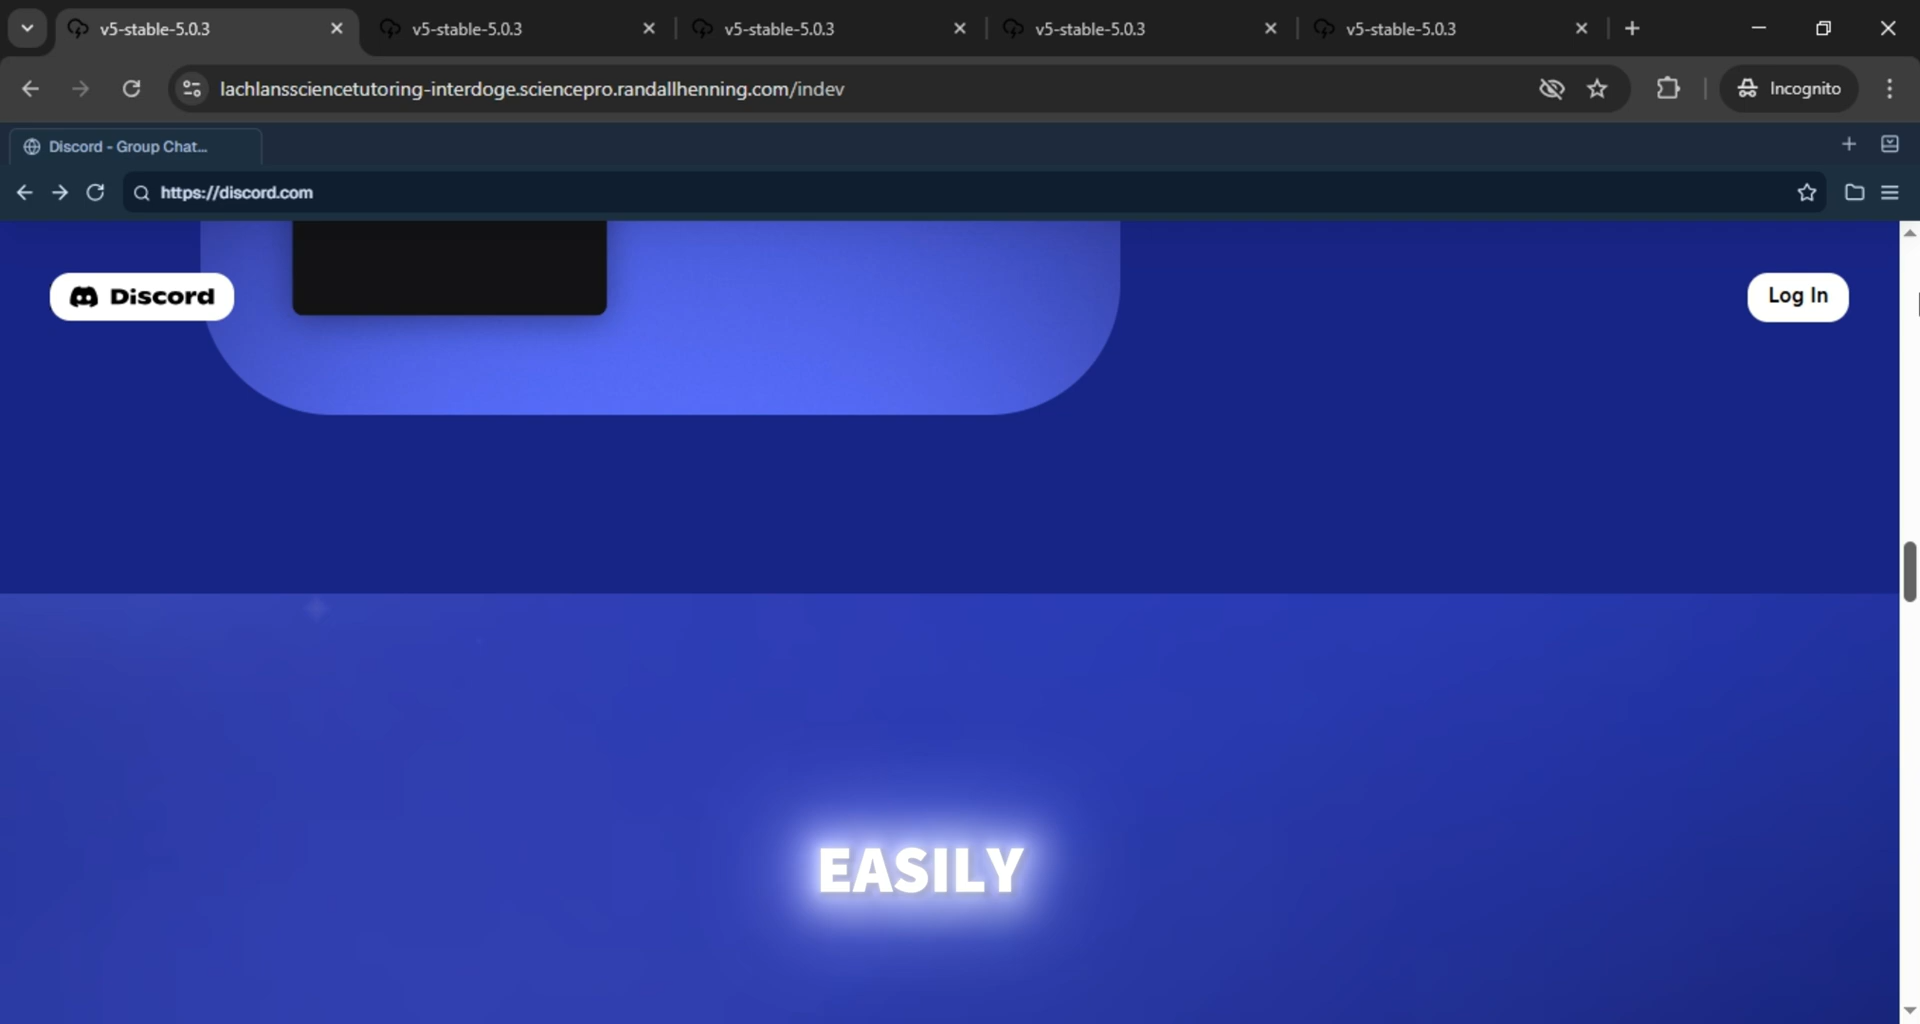 v5-stable-5.0.3
v5-stable-5.0.3
v5-stable-5.0.3
v5-stable-5.0.3
v5-stable-5.0.3
lachlanssciencetutoring-interdoge.sciencepro.randallhenning.com/indev
Incognito
Discord - Group Chat...
https://discord.com
Discord
Log In
EASILY